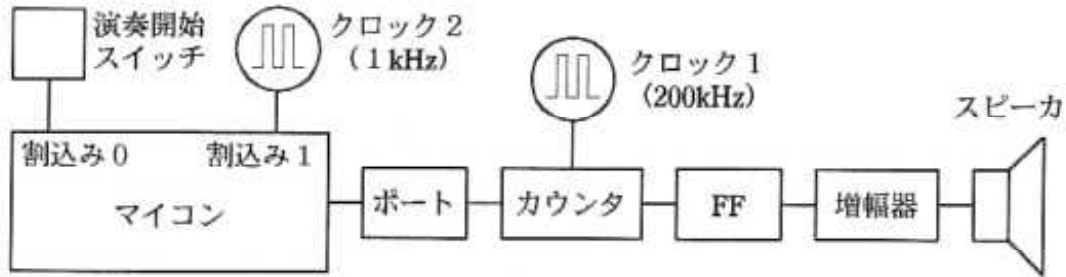 演奏開始
スイッチ
クロック2
(1kHz)
クロック1
(200kHz)
スピーカ
割込み0 割込み1
マイコン
ポート
カウンタ
FF
増幅器